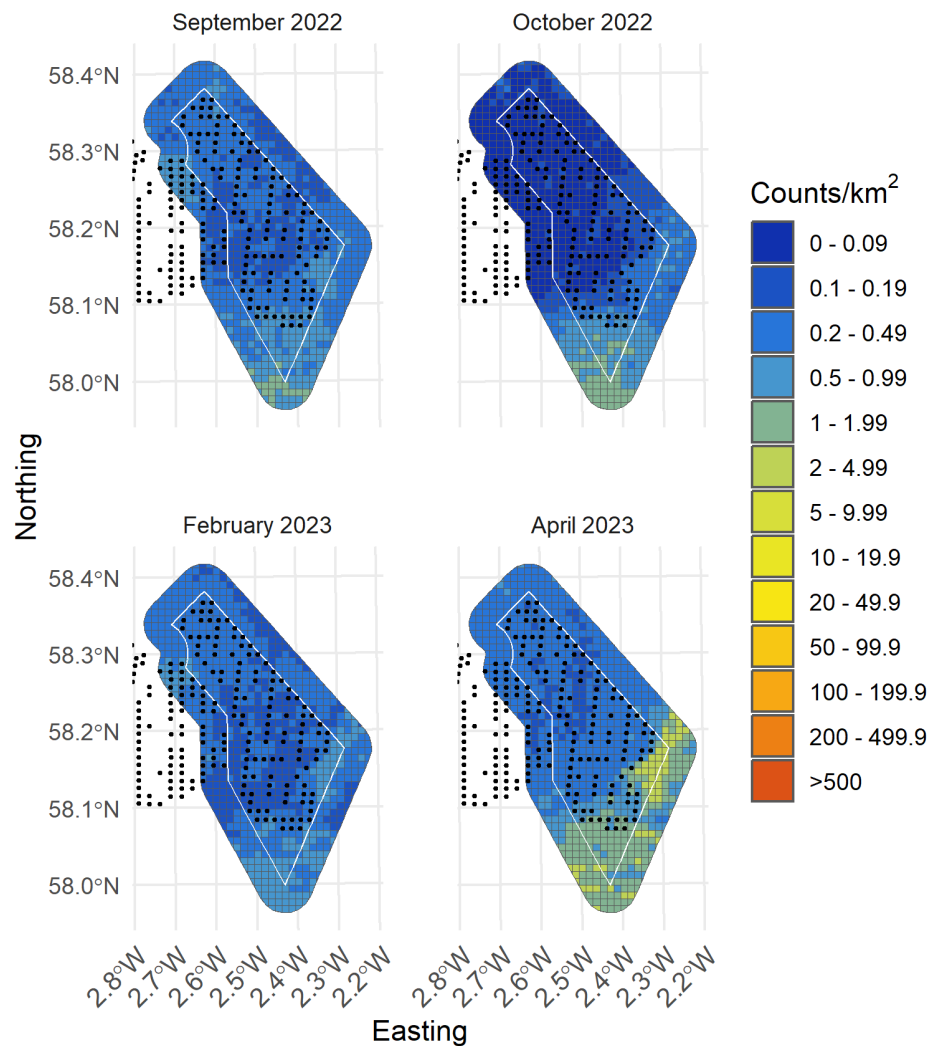 September 2022
October 2022
58.4°N
58.3°N
58.2°N
58.1°N
58.0°N
Northing
February 2023
April 2023
58.4°N
58.3°N
58.2°N
58.1°N
58.0°N
2.8°W
2.7°W
2.6°W
2.5°W
2.4°W
2.3°W
2.2°W
2.8°W
2.7°W
2.6°W
2.5°W
2.4°W
2.3°W
2.2°W
Easting
Counts/km²
0 - 0.09
0.1 - 0.19
0.2 - 0.49
0.5 - 0.99
1 - 1.99
2 - 4.99
5 - 9.99
10 - 19.9
20 - 49.9
50 - 99.9
100 - 199.9
200 - 499.9
>500